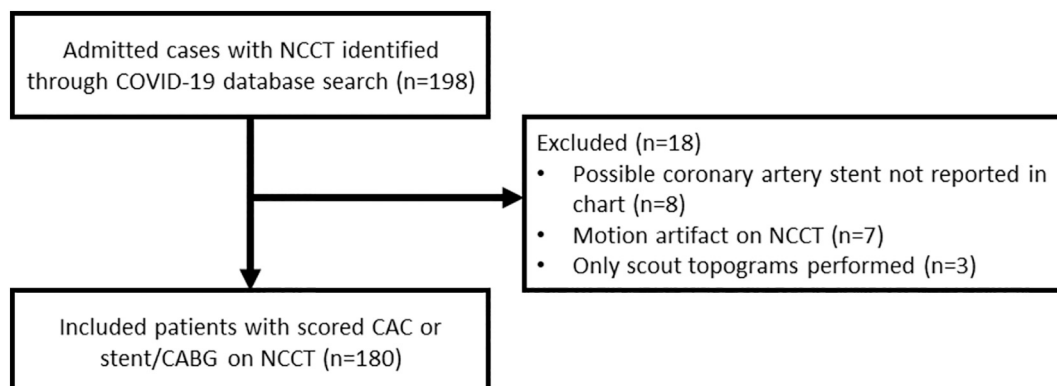 Admitted cases with NCCT identified
through COVID-19 database search (n=198)
Excluded (n=18)
• Possible coronary artery stent not reported in
chart (n=8)
• Motion artifact on NCCT (n=7)
• Only scout topograms performed (n=3)
Included patients with scored CAC or
stent/CABG on NCCT (n=180)